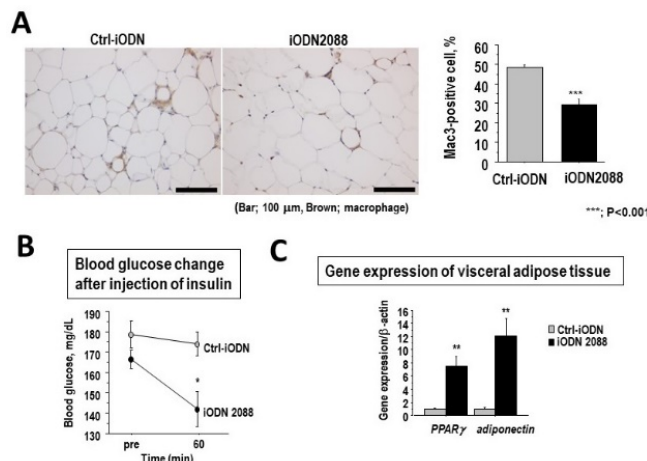 A
Ctrl-iODN
iODN2088
(Bar; 100 μm, Brown; macrophage)
Mac3-positive cell, %
60
50
40
30
20
10
0
***
Ctrl-iODN
iODN2088
***; P<0.001
B
Blood glucose change
after injection of insulin
Blood glucose, mg/dL
190
180
170
160
150
140
130
Ctrl-iODN
*
iODN 2088
pre
60
Time (min)
C
Gene expression of visceral adipose tissue
Gene expression/β-actin
16
14
12
10
8
6
4
2
0
**
**
Ctrl-iODN
iODN 2088
PPARγ
adiponectin